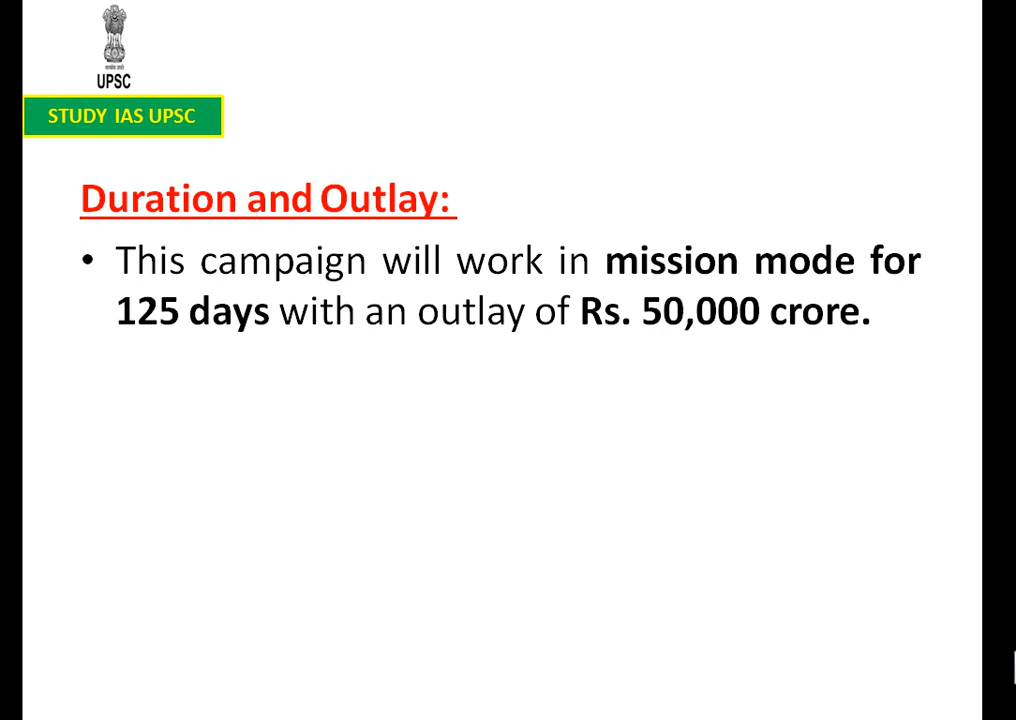 UPSC
STUDY IAS UPSC
Duration and Outlay:
• This campaign will work in mission mode for
125 days with an outlay of Rs. 50,000 crore.